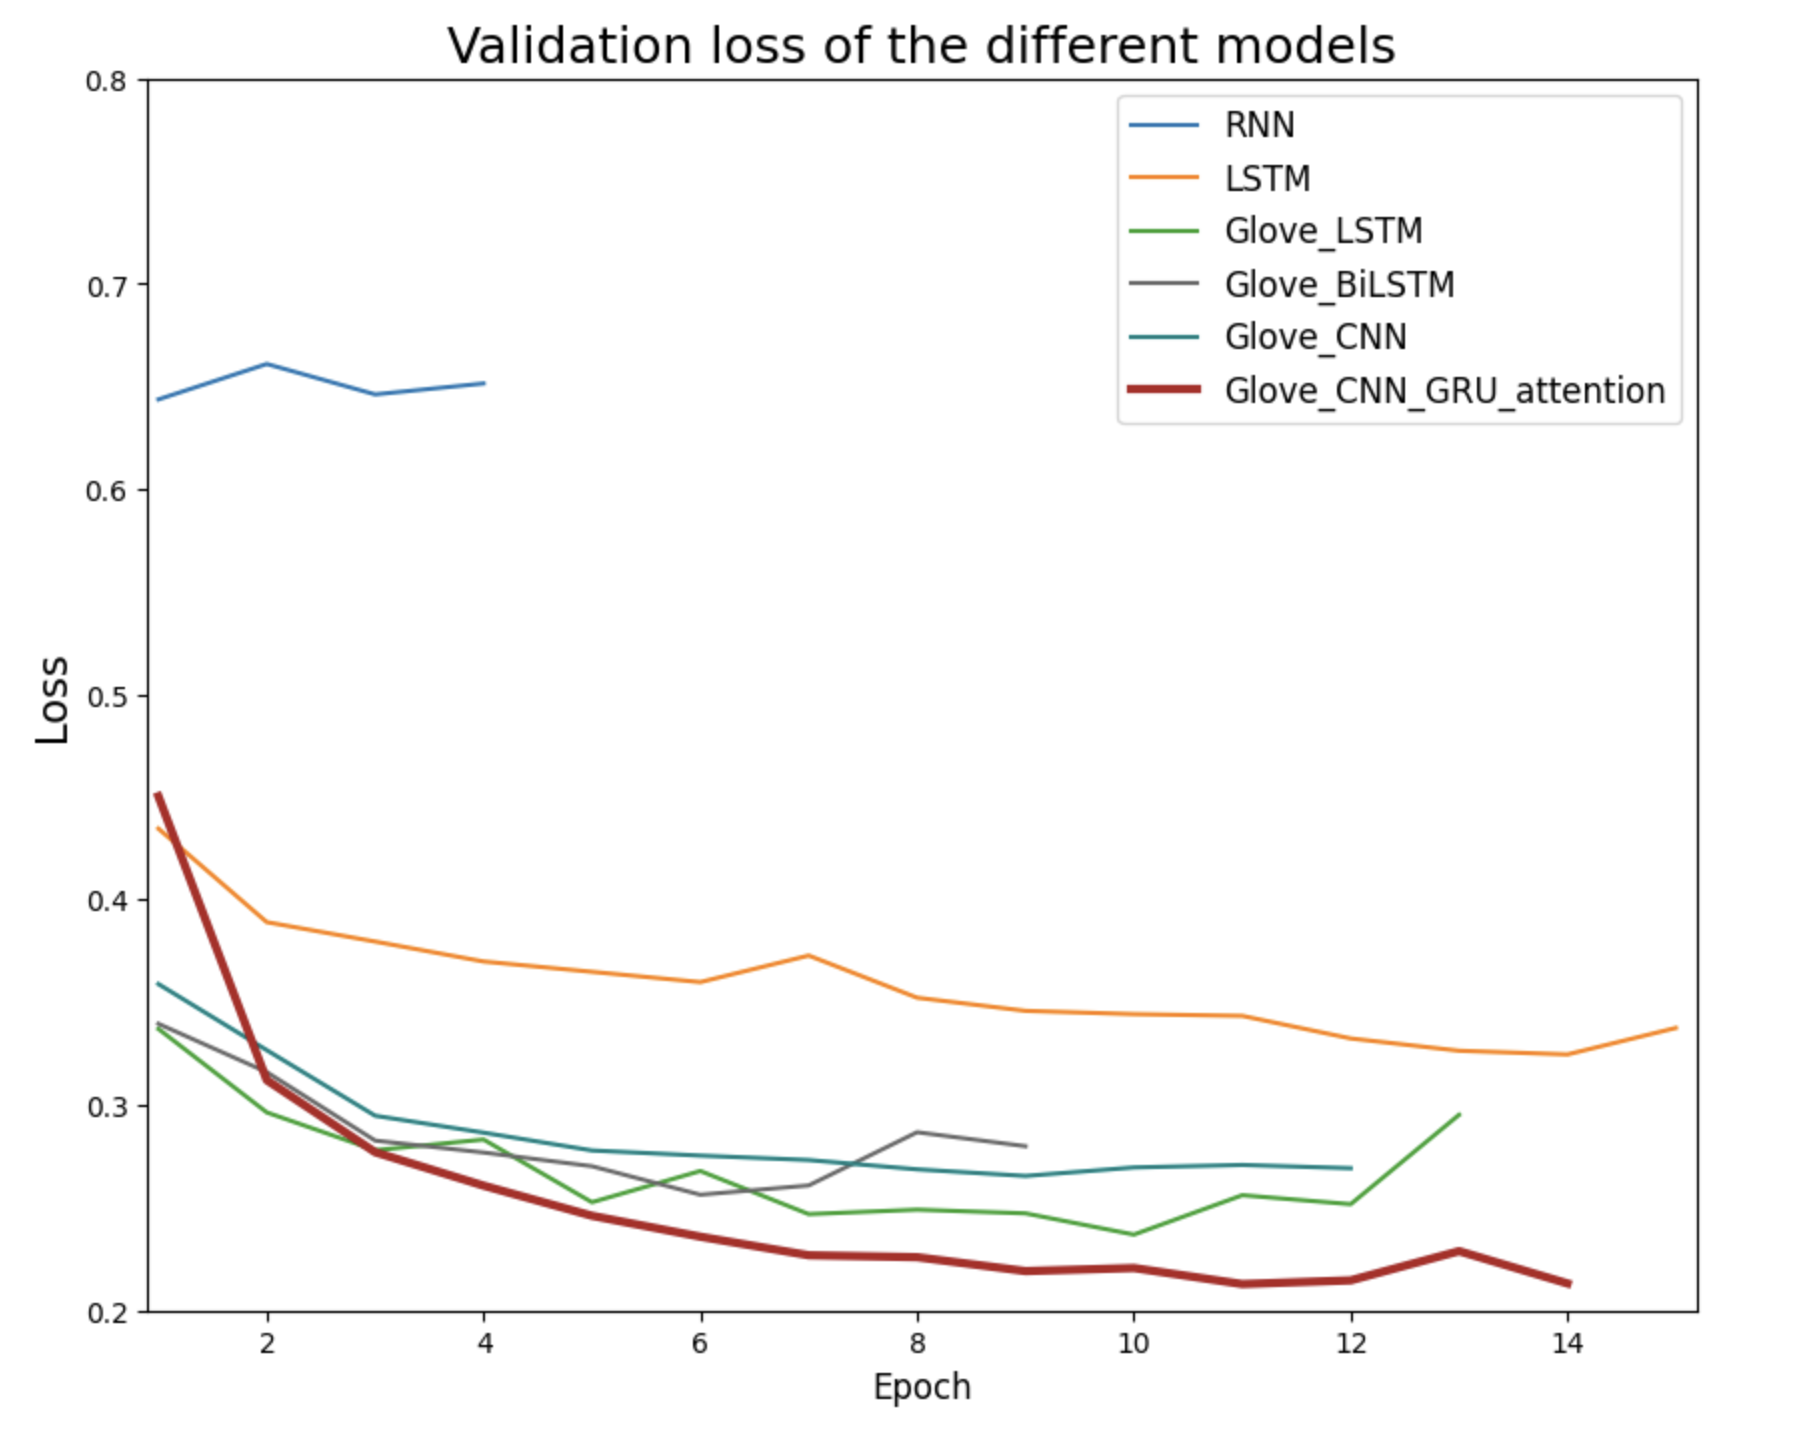 Validation loss of the different models
0.8
0.7
0.6
0.5
0.4
0.3
0.2
Loss
RNN
LSTM
Glove_LSTM
Glove_BiLSTM
Glove_CNN
Glove_CNN_GRU_attention
2 4 6 8 10 12 14
Epoch